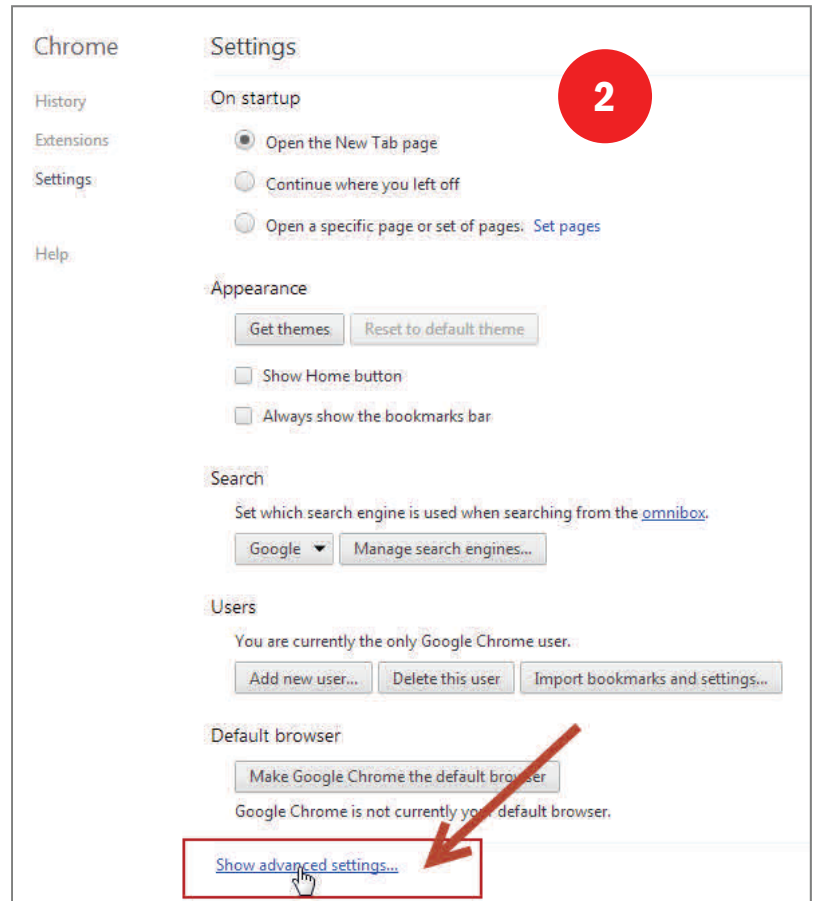 Chrome
Settings
2
History
Extensions
Settings
Help
On startup
Open the New Tab page
Continue where you left off
Open a specific page or set of pages. Set pages
Appearance
Get themes Reset to default theme
Show Home button
Always show the bookmarks bar
Search
Set which search engine is used when searching from the omnibox.
Google Manage search engines...
Users
You are currently the only Google Chrome user.
Add new user... Delete this user Import bookmarks and settings...
Default browser
Make Google Chrome the default browser
Google Chrome is not currently your default browser.
Show advanced settings...